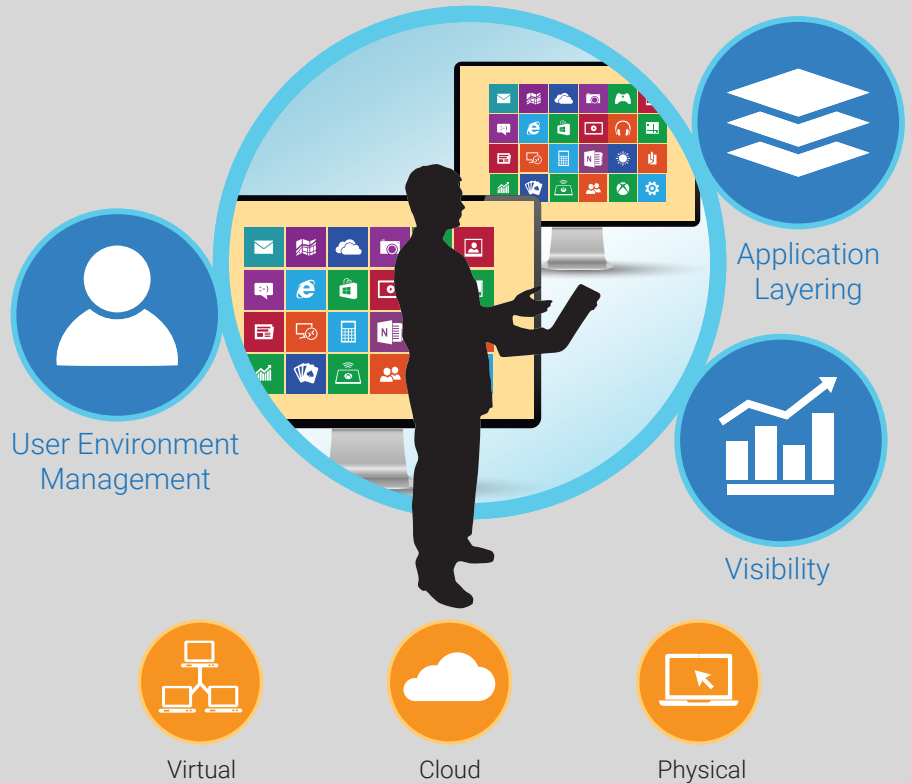 Application
Layering
User Environment
Management
Visibility
Virtual
Cloud
Physical